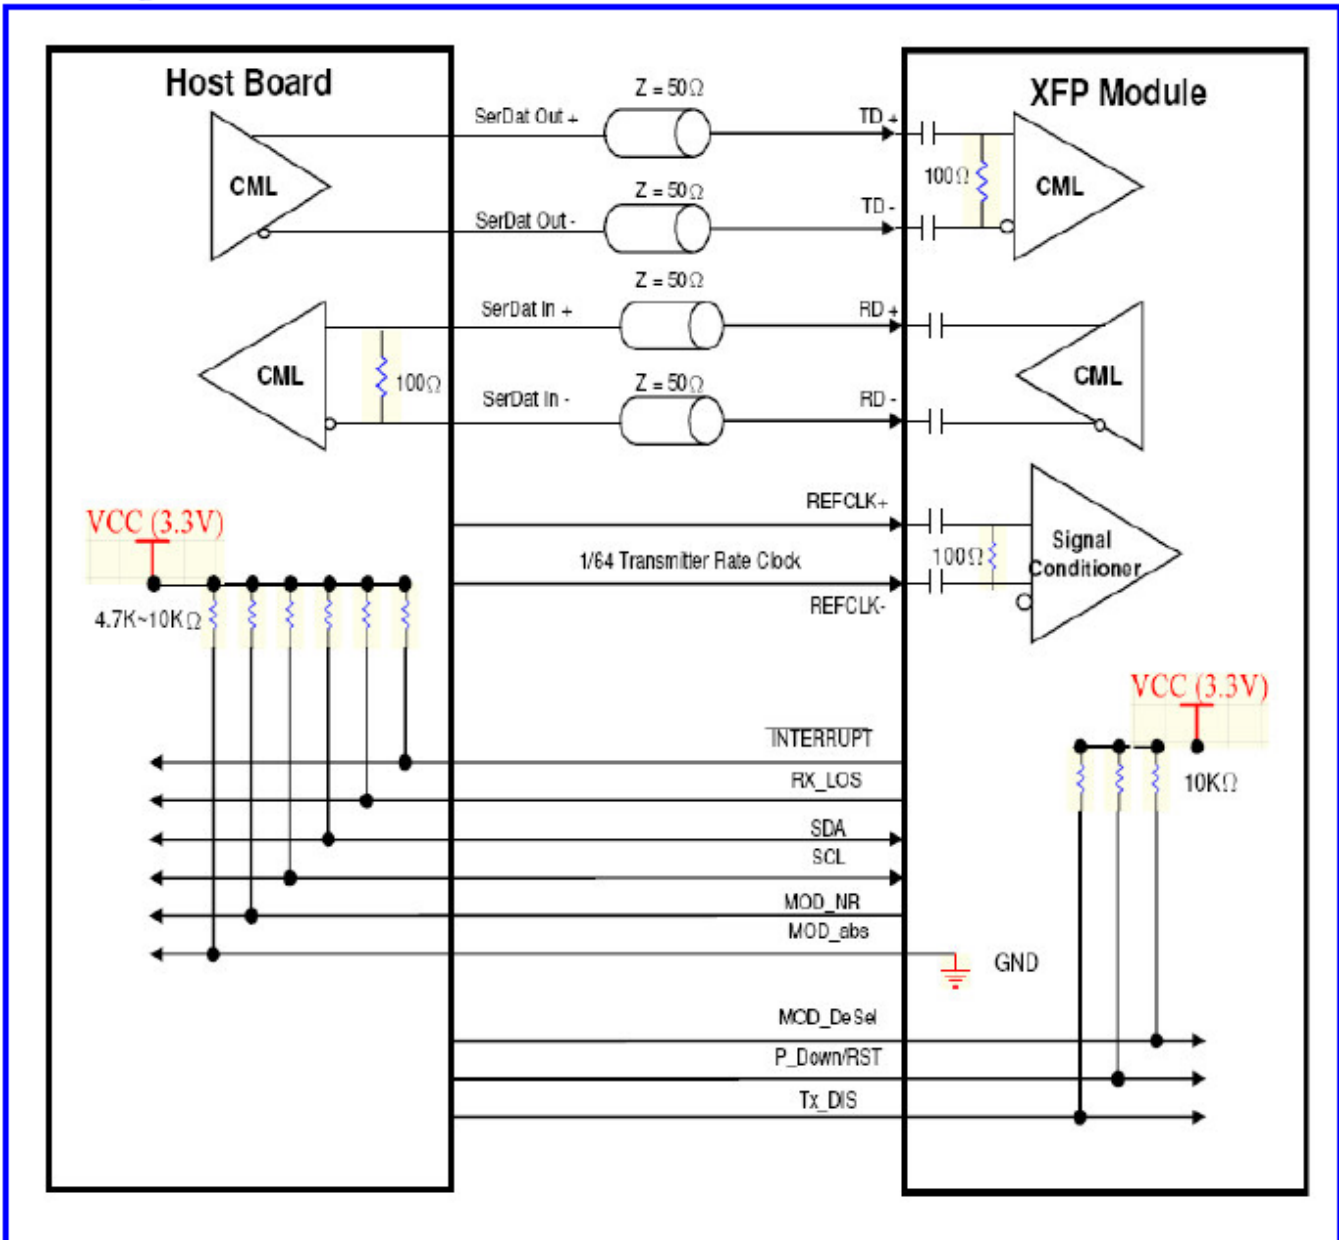 Host Board
XFP Module
Z = 50Ω
SerDat Out +
TD +
CML
100Ω
CML
Z = 50Ω
SerDat Out -
TD -
Z = 50Ω
SerDat In +
RD +
CML
100Ω
Z = 50Ω
CML
SerDat In -
RD -
REFCLK+
VCC (3.3V)
1/64 Transmitter Rate Clock
100Ω
Signal
Conditioner
REFCLK-
4.7K~10KΩ
VCC (3.3V)
INTERRUPT
RX_LOS
10KΩ
SDA
SCL
MOD_NR
MOD_abs
GND
MOD_DeSel
P_Down/RST
Tx_DIS